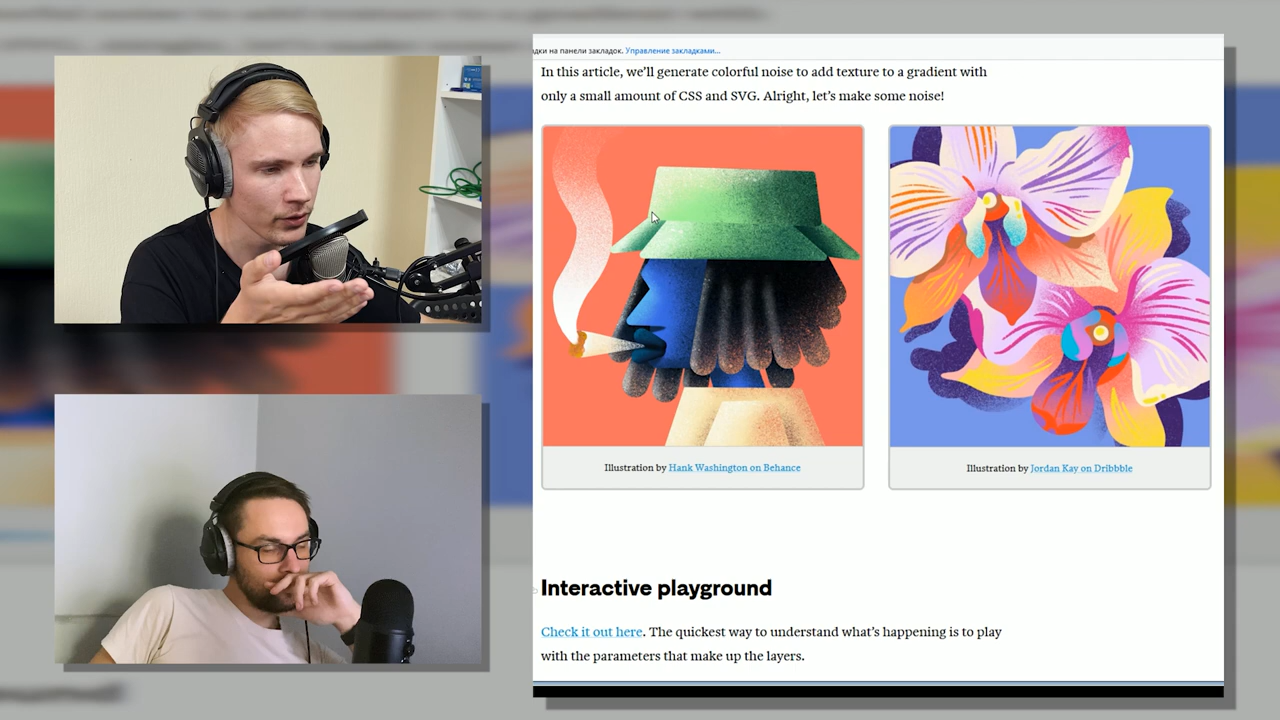 дки на панели закладок. Управление закладками...
In this article, we’ll generate colorful noise to add texture to a gradient with
only a small amount of CSS and SVG. Alright, let’s make some noise!
Illustration by Hank Washington on Behance
Illustration by Jordan Kay on Dribbble
Interactive playground
Check it out here. The quickest way to understand what’s happening is to play
with the parameters that make up the layers.